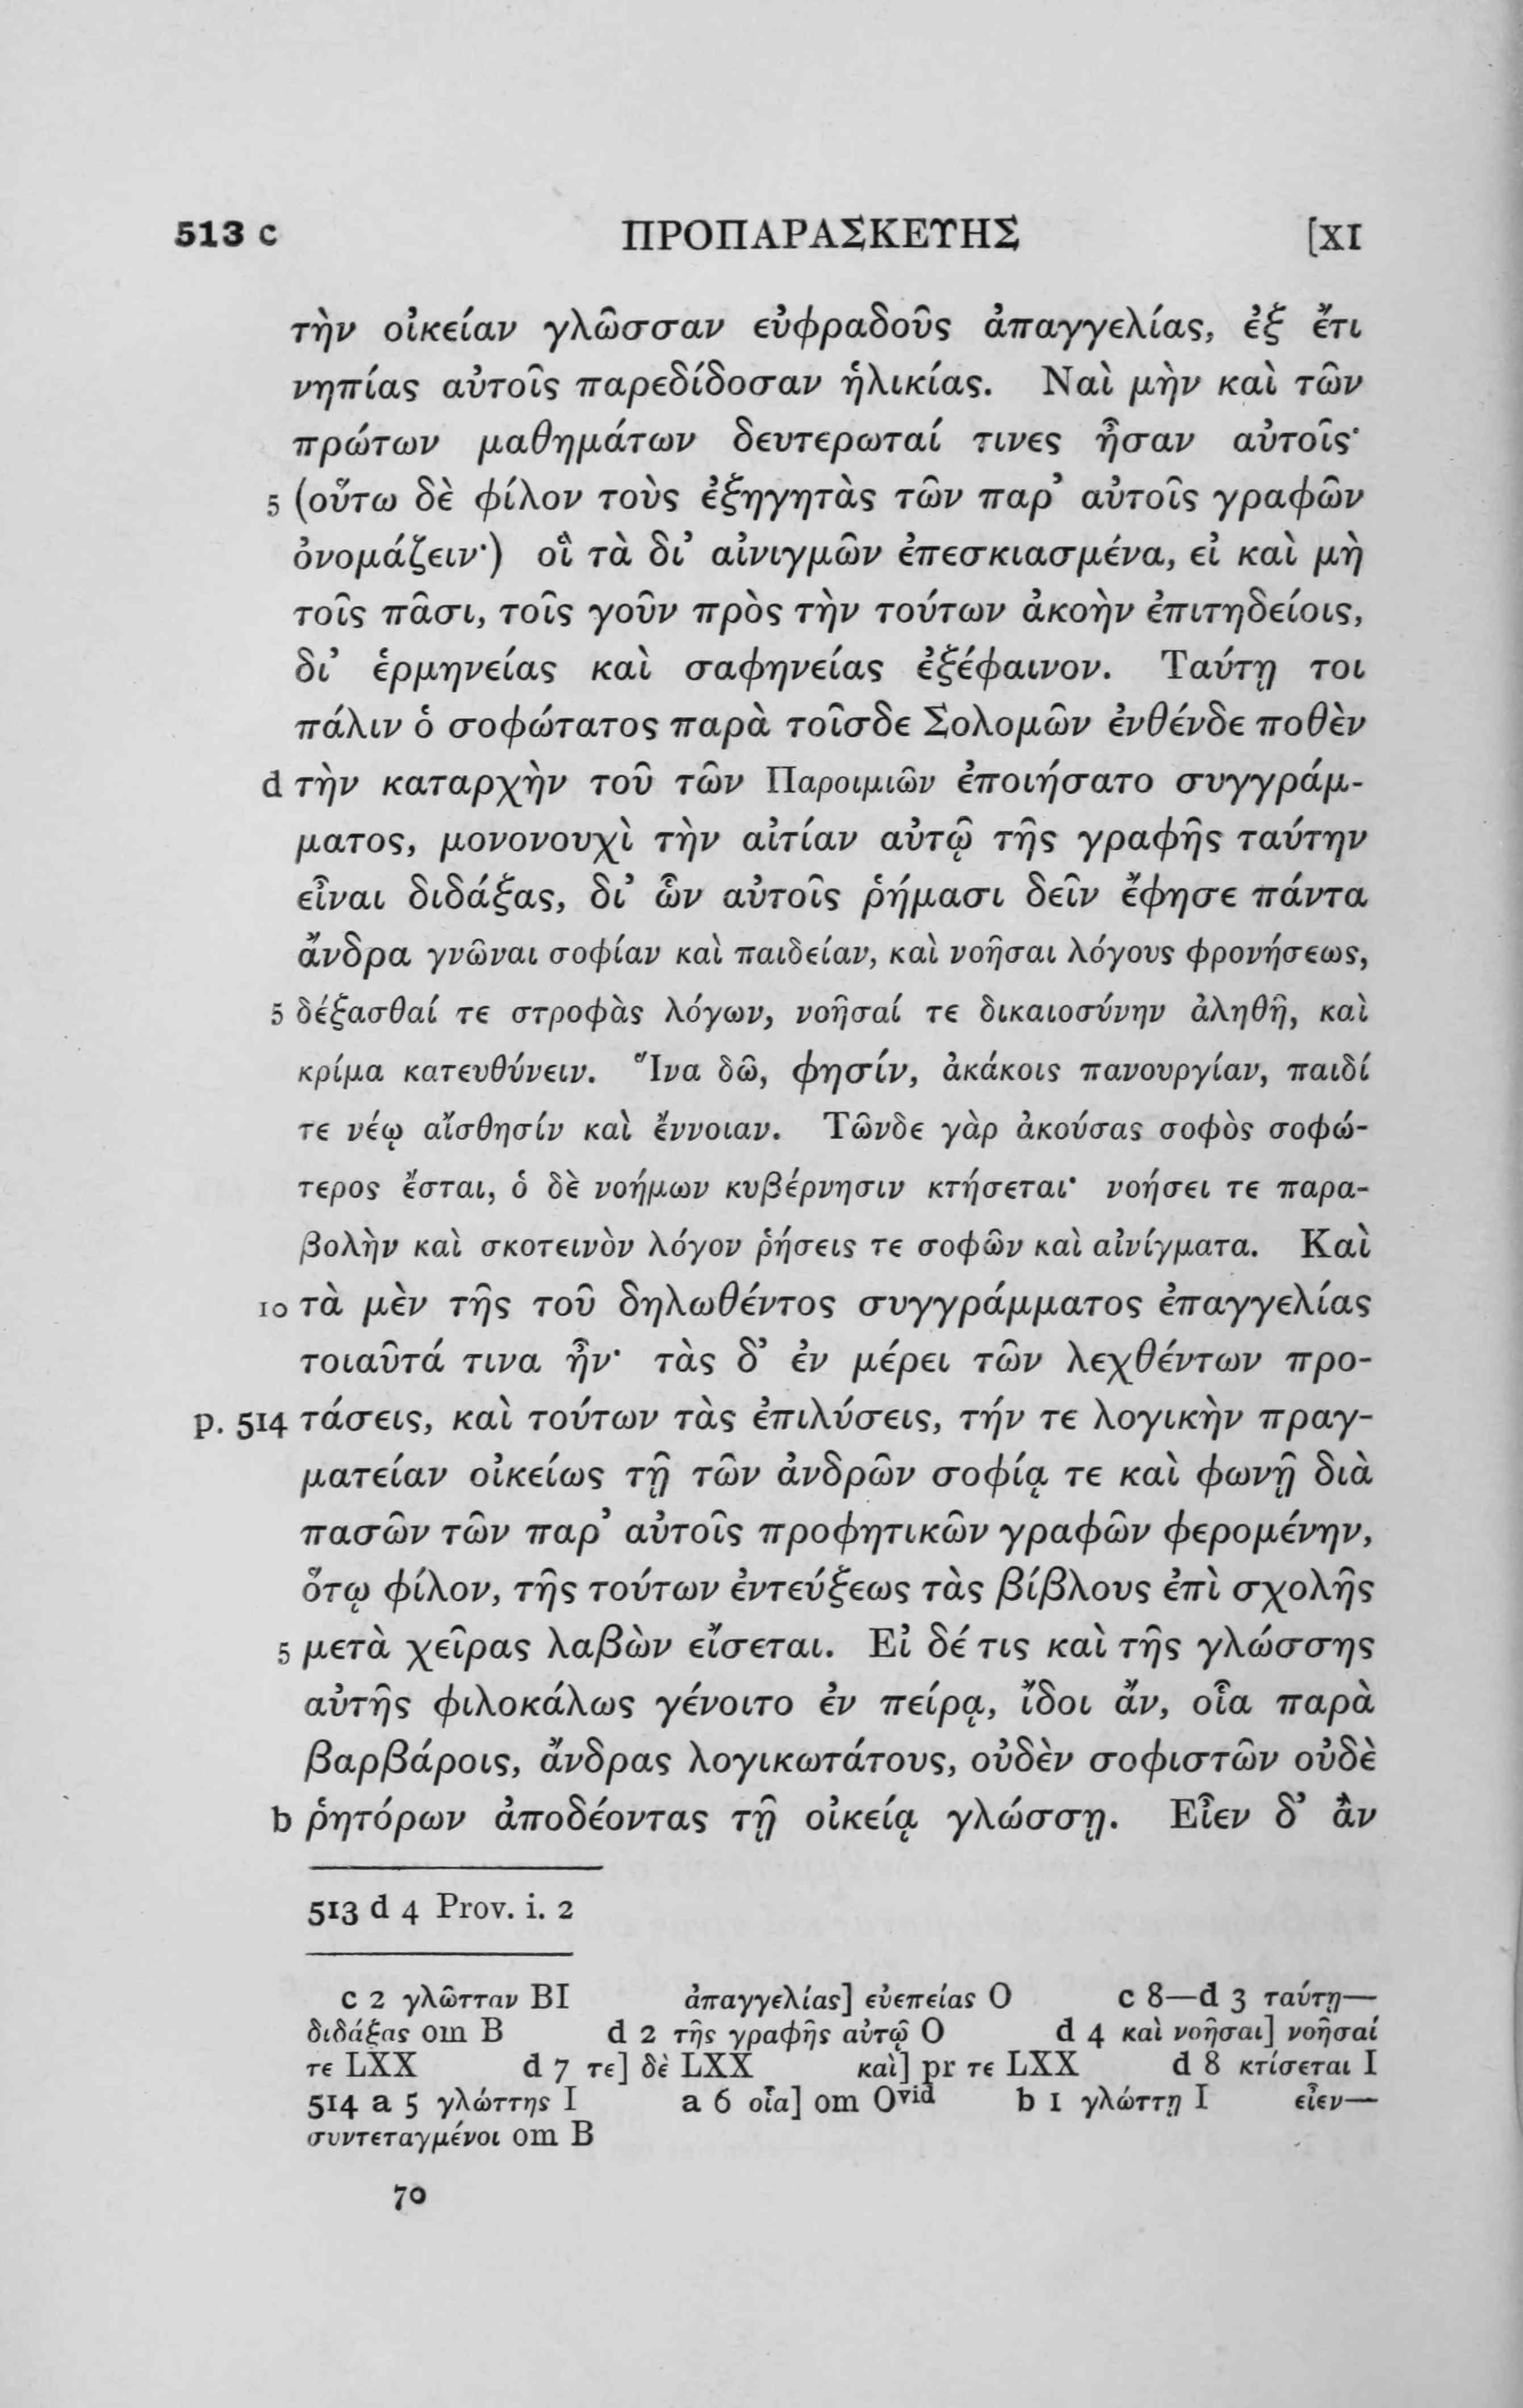 513 c ΠΡΟΠΑΡΑΣΚΕΥΗΣ [XI
τὴν οἰκείαν γλῶσσαν εὐφραδοῦς ἀπαγγελίας, ἐξ ἔτι
νηπίας αὐτοῖς παρεδίδοσαν ἡλικίας. Ναὶ μὴν καὶ τῶν
πρώτων μαθημάτων δευτερωταί τινες ἦσαν αὐτοῖς·
5 (οὕτω δὲ φίλον τοὺς ἐξηγητὰς τῶν παρ’ αὐτοῖς γραφῶν
ὀνομάζειν·) οἳ τὰ δι’ αἰνιγμῶν ἐπεσκιασμένα, εἰ καὶ μὴ
τοῖς πᾶσι, τοῖς γοῦν πρὸς τὴν τούτων ἀκοὴν ἐπιτηδείοις,
δι’ ἑρμηνείας καὶ σαφηνείας ἐξέφαινον. Ταύτῃ τοι
πάλιν ὁ σοφώτατος παρὰ τοῖσδε Σολομῶν ἐνθένδε ποθὲν
d τὴν καταρχὴν τοῦ τῶν Παροιμιῶν ἐποιήσατο συγγράμ-
ματος, μονονουχὶ τὴν αἰτίαν αὐτῷ τῆς γραφῆς ταύτην
εἶναι διδάξας, δι’ ὧν αὐτοῖς ῥήμασι δεῖν ἔφησε πάντα
ἄνδρα γνῶναι σοφίαν καὶ παιδείαν, καὶ νοῆσαι λόγους φρονήσεως,
5 δέξασθαί τε στροφὰς λόγων, νοῆσαί τε δικαιοσύνην ἀληθῆ, καὶ
κρίμα κατευθύνειν. Ἵνα δῶ, φησίν, ἀκάκοις πανουργίαν, παιδί
τε νέῳ αἴσθησίν καὶ ἔννοιαν. Τῶνδε γὰρ ἀκούσας σοφὸς σοφώ-
τερος ἔσται, ὁ δὲ νοήμων κυβέρνησιν κτήσεται· νοήσει τε παρα-
βολὴν καὶ σκοτεινὸν λόγον ῥήσεις τε σοφῶν καὶ αἰνίγματα. Καὶ
10 τὰ μὲν τῆς τοῦ δηλωθέντος συγγράμματος ἐπαγγελίας
τοιαῦτά τινα ἦν· τὰς δ’ ἐν μέρει τῶν λεχθέντων προ-
p. 514 τάσεις, καὶ τούτων τὰς ἐπιλύσεις, τήν τε λογικὴν πραγ-
ματείαν οἰκείως τῇ τῶν ἀνδρῶν σοφίᾳ τε καὶ φωνῇ διὰ
πασῶν τῶν παρ’ αὐτοῖς προφητικῶν γραφῶν φερομένην,
ὅτῳ φίλον, τῆς τούτων ἐντεύξεως τὰς βίβλους ἐπὶ σχολῆς
5 μετὰ χεῖρας λαβὼν εἴσεται. Εἰ δέ τις καὶ τῆς γλώσσης
αὐτῆς φιλοκάλως γένοιτο ἐν πείρᾳ, ἴδοι ἄν, οἷα παρὰ
βαρβάροις, ἄνδρας λογικωτάτους, οὐδὲν σοφιστῶν οὐδὲ
b ῥητόρων ἀποδέοντας τῇ οἰκείᾳ γλώσσῃ. Εἶεν δ’ ἂν
513 d 4 Prov. i. 2
c 2 γλῶτταν BI ἀπαγγελίας] εὐεπείας O c 8—d 3 ταύτῃ—
διδάξας om B d 2 τῆς γραφῆς αὐτῷ O d 4 καὶ νοῆσαι] νοῆσαί
τε LXX d 7 τε] δὲ LXX καὶ] pr τε LXX d 8 κτίσεται I
514 a 5 γλώττης I a 6 οἷα] om Oᵛⁱᵈ b 1 γλώττῃ I εἶεν—
συντεταγμένοι om B
70